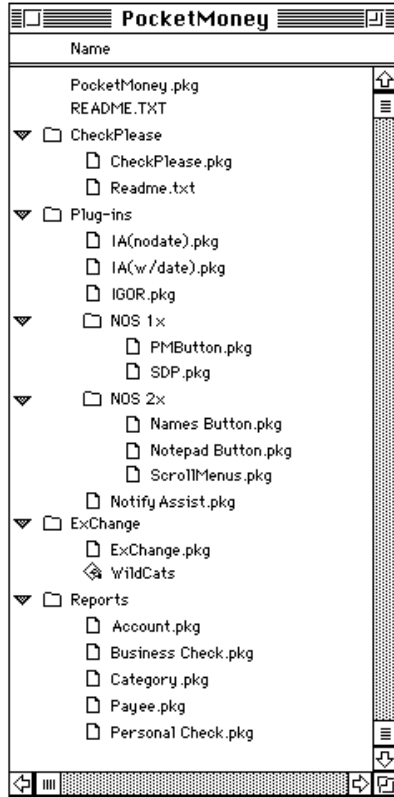 PocketMoney
Name
PocketMoney.pkg
README.TXT
CheckPlease
CheckPlease.pkg
Readme.txt
Plug-ins
IA(nodate).pkg
IA(w/date).pkg
IGOR.pkg
NOS 1x
PMButton.pkg
SDP.pkg
NOS 2x
Names Button.pkg
Notepad Button.pkg
ScrollMenus.pkg
Notify Assist.pkg
ExChange
ExChange.pkg
WildCats
Reports
Account.pkg
Business Check.pkg
Category.pkg
Payee.pkg
Personal Check.pkg